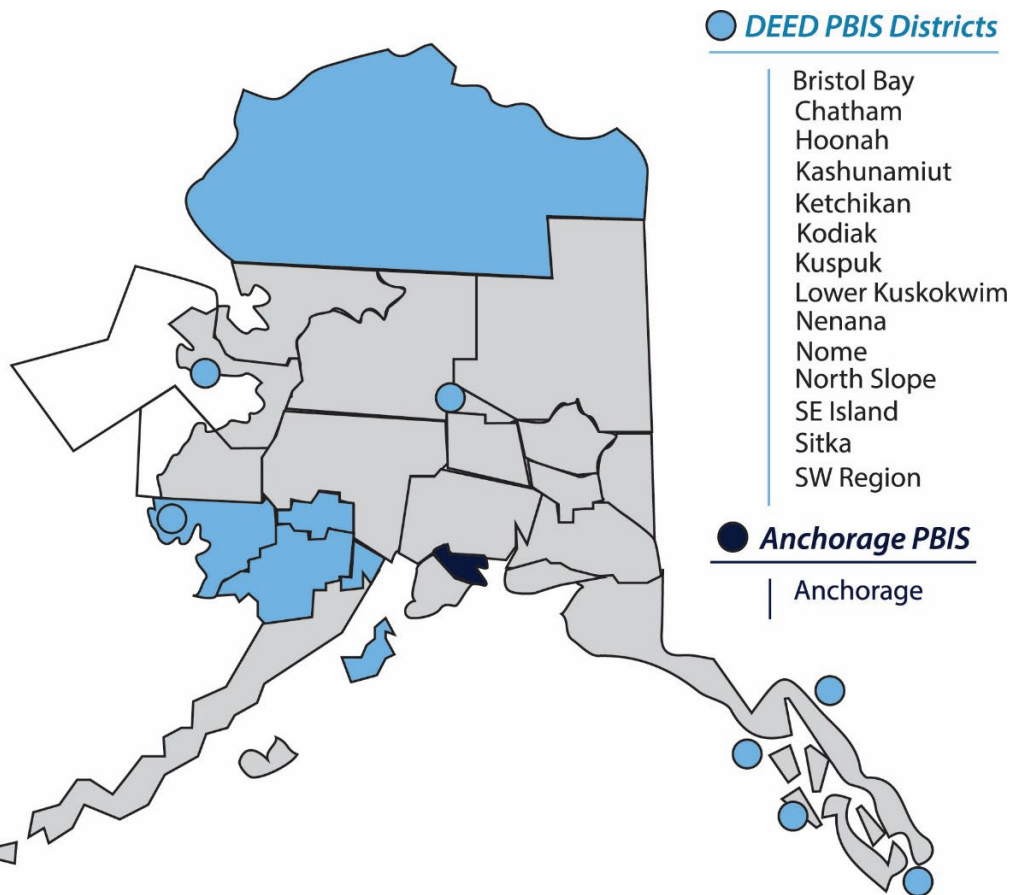 DEED PBIS Districts
Bristol Bay
Chatham
Hoonah
Kashunamiut
Ketchikan
Kodiak
Kuspuk
Lower Kuskokwim
Nenana
Nome
North Slope
SE Island
Sitka
SW Region
Anchorage PBIS
Anchorage